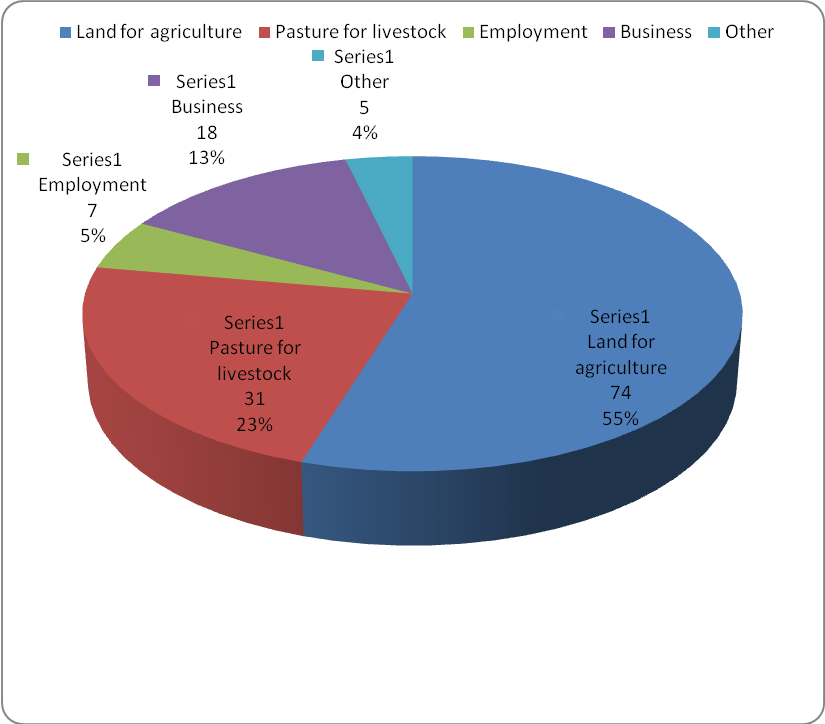 Land for agriculture Pasture for livestock Employment Business Other
Series1
Other
5
4%
Series1
Business
18
13%
Series1
Employment
7
5%
Series1
Pasture for
livestock
31
23%
Series1
Land for
agriculture
74
55%